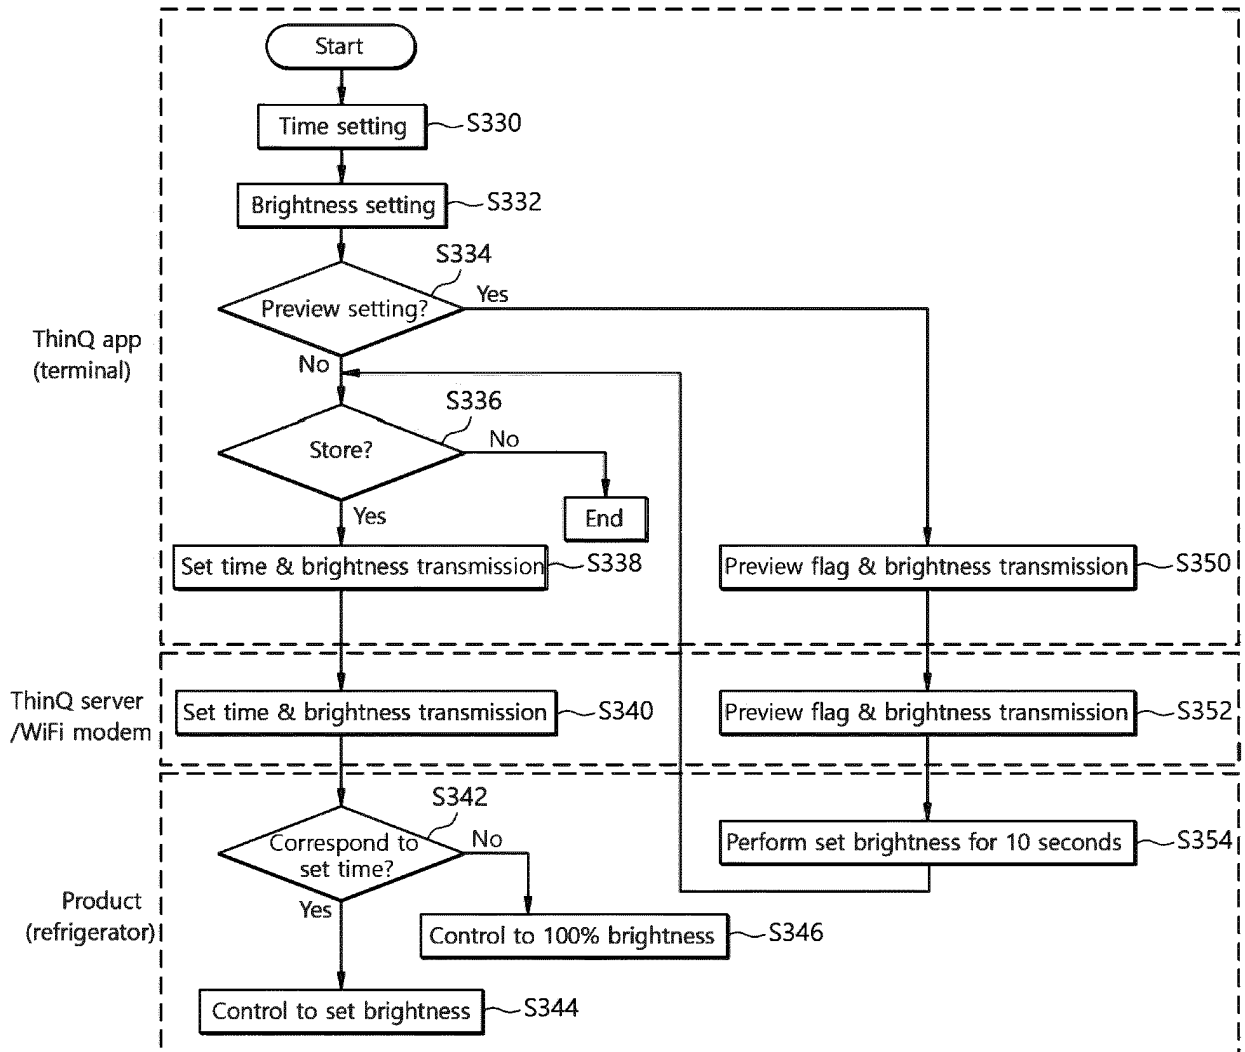 Start
Time setting
S330
Brightness setting
S332
S334
Preview setting?
Yes
No
ThinQ app
(terminal)
S336
Store?
No
Yes
End
Set time & brightness transmission
S338
Preview flag & brightness transmission
S350
ThinQ server
/WiFi modem
Set time & brightness transmission
S340
Preview flag & brightness transmission
S352
S342
Correspond to
set time?
No
Yes
Perform set brightness for 10 seconds
S354
Product
(refrigerator)
Control to 100% brightness
S346
Control to set brightness
S344